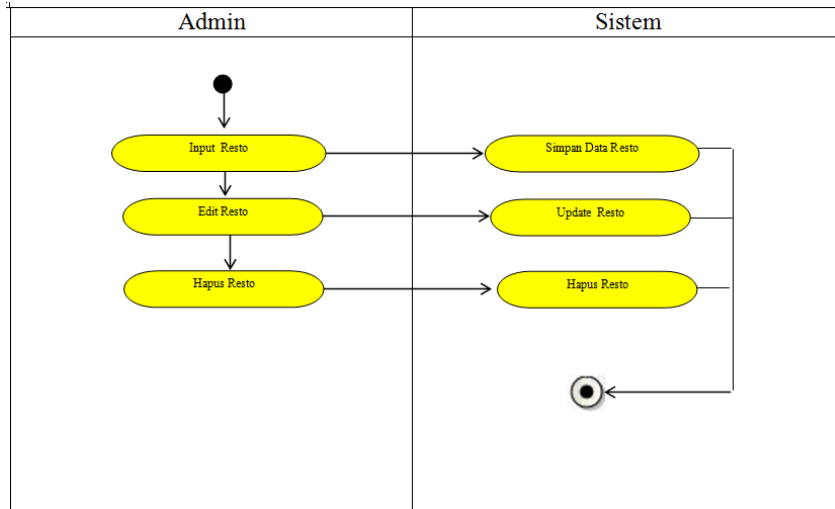 Admin
Sistem
Input Resto
Simpan Data Resto
Edit Resto
Update Resto
Hapus Resto
Hapus Resto